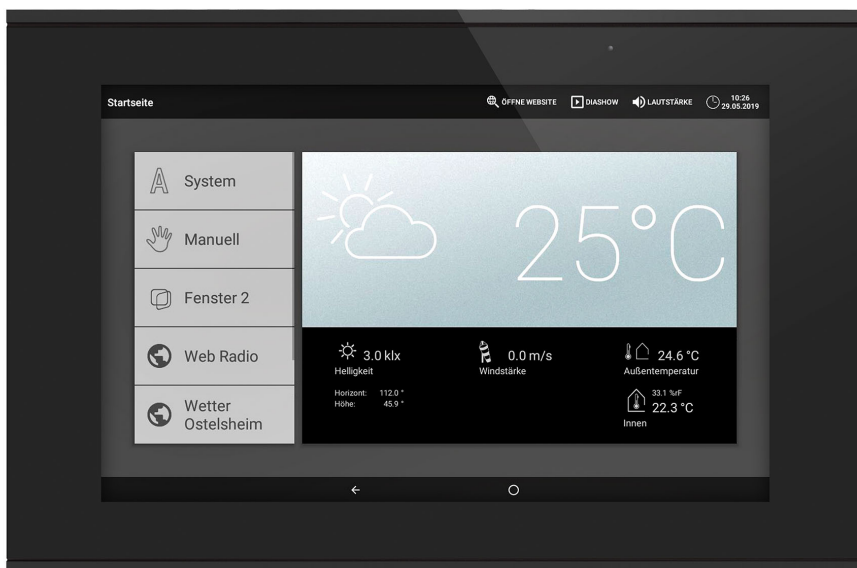 Startseite
ÖFFNE WEBSITE
DIASHOW
LAUTSTÄRKE
10:26
29.05.2019
System
Manuell
Fenster 2
Web Radio
Wetter
Ostelsheim
25°C
3.0 klx
Helligkeit
Horizont: 112.0 °
Höhe: 45.9 °
0.0 m/s
Windstärke
24.6 °C
Außentemperatur
33.1 %rF
22.3 °C
Innen